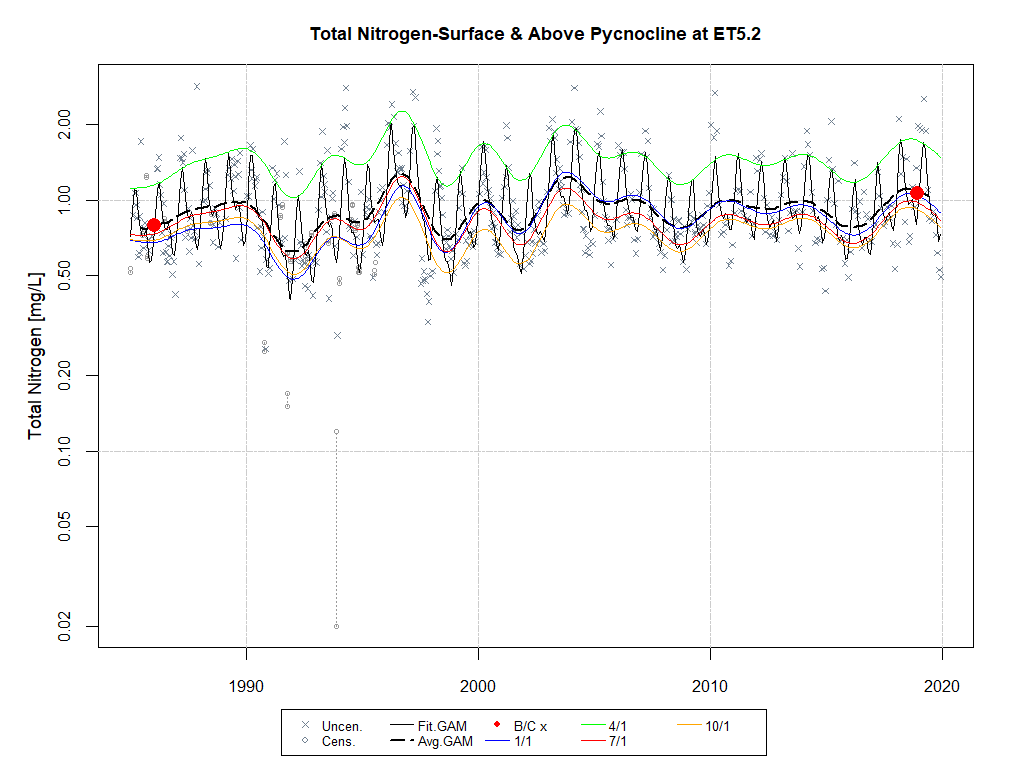 Total Nitrogen-Surface & Above Pycnocline at ET5.2
Total Nitrogen [mg/L]
2.00
1.00
0.50
0.20
0.10
0.05
0.02
1990 2000 2010 2020
Uncen. Fit.GAM B/C x 4/1 10/1
Cens. Avg.GAM 1/1 7/1